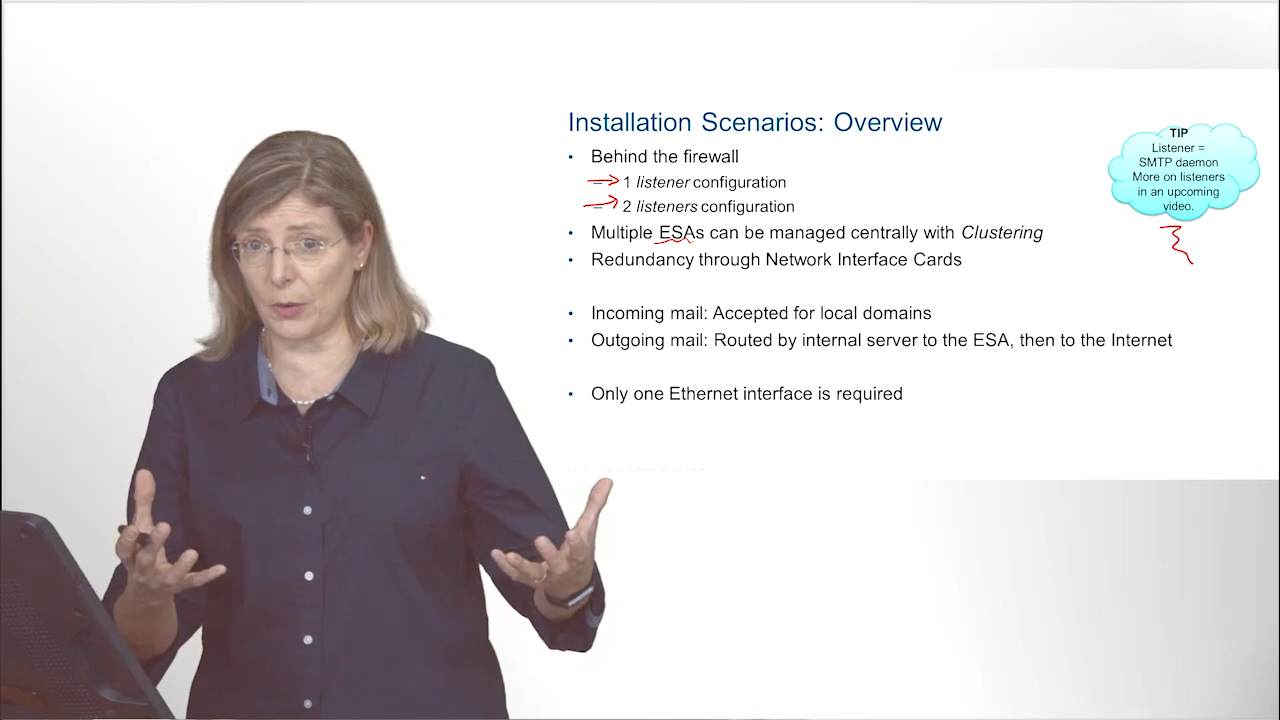 Installation Scenarios: Overview
• Behind the firewall
– 1 listener configuration
– 2 listeners configuration
• Multiple ESAs can be managed centrally with Clustering
• Redundancy through Network Interface Cards
• Incoming mail: Accepted for local domains
• Outgoing mail: Routed by internal server to the ESA, then to the Internet
• Only one Ethernet interface is required
TIP
Listener =
SMTP daemon
More on listeners
in an upcoming
video.